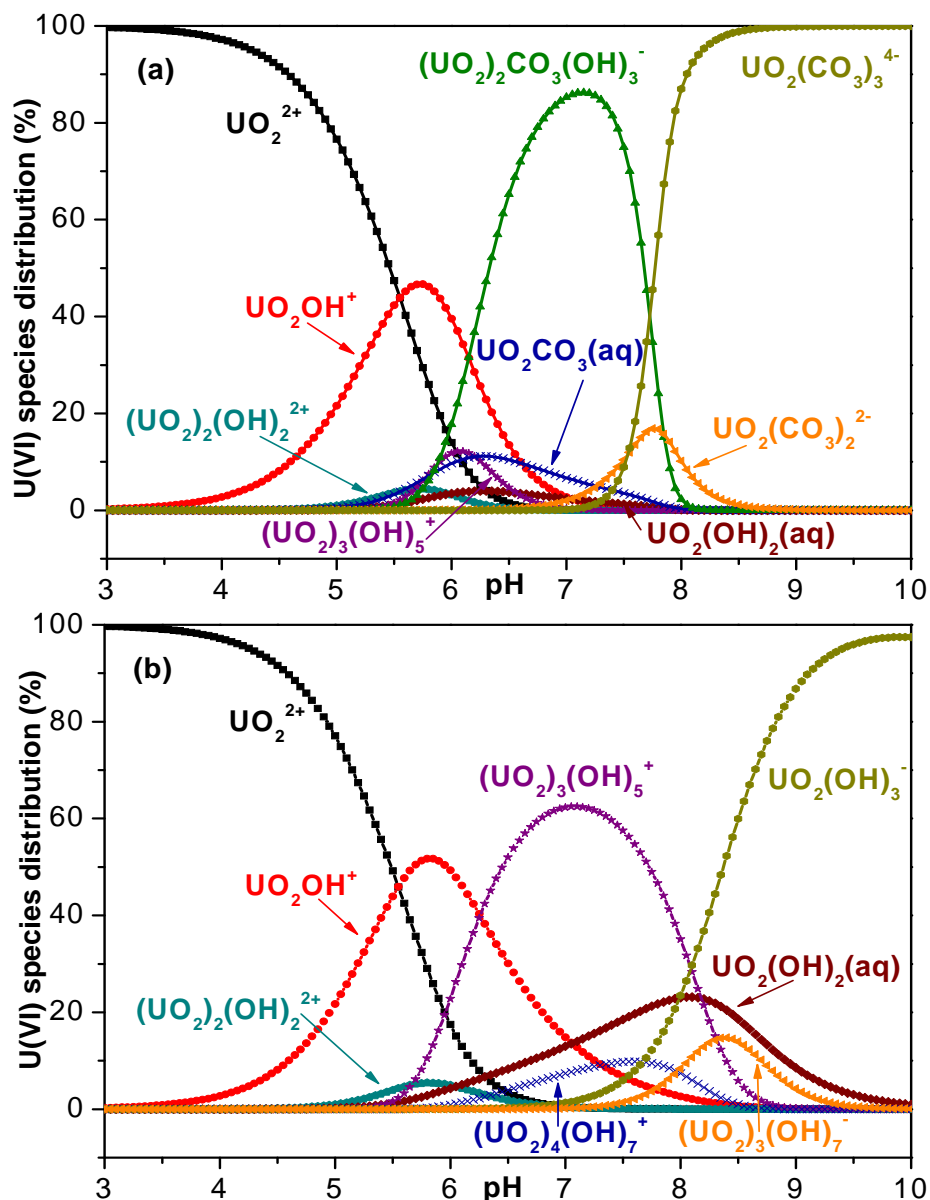 (a)
U(VI) species distribution (%)
100
80
60
40
20
0
(UO₂)₂CO₃(OH)₃⁻
UO₂(CO₃)₃⁴⁻
UO₂²⁺
UO₂OH⁺
UO₂CO₃(aq)
(UO₂)₂(OH)₂²⁺
UO₂(CO₃)₂²⁻
(UO₂)₃(OH)₅⁺
UO₂(OH)₂(aq)
3 4 5 6 7 8 9 10
pH
(b)
U(VI) species distribution (%)
100
80
60
40
20
0
UO₂²⁺
(UO₂)₃(OH)₅⁺
UO₂(OH)₃⁻
UO₂OH⁺
UO₂(OH)₂(aq)
(UO₂)₂(OH)₂²⁺
(UO₂)₄(OH)₇⁺
(UO₂)₃(OH)₇⁻
3 4 5 6 7 8 9 10
pH